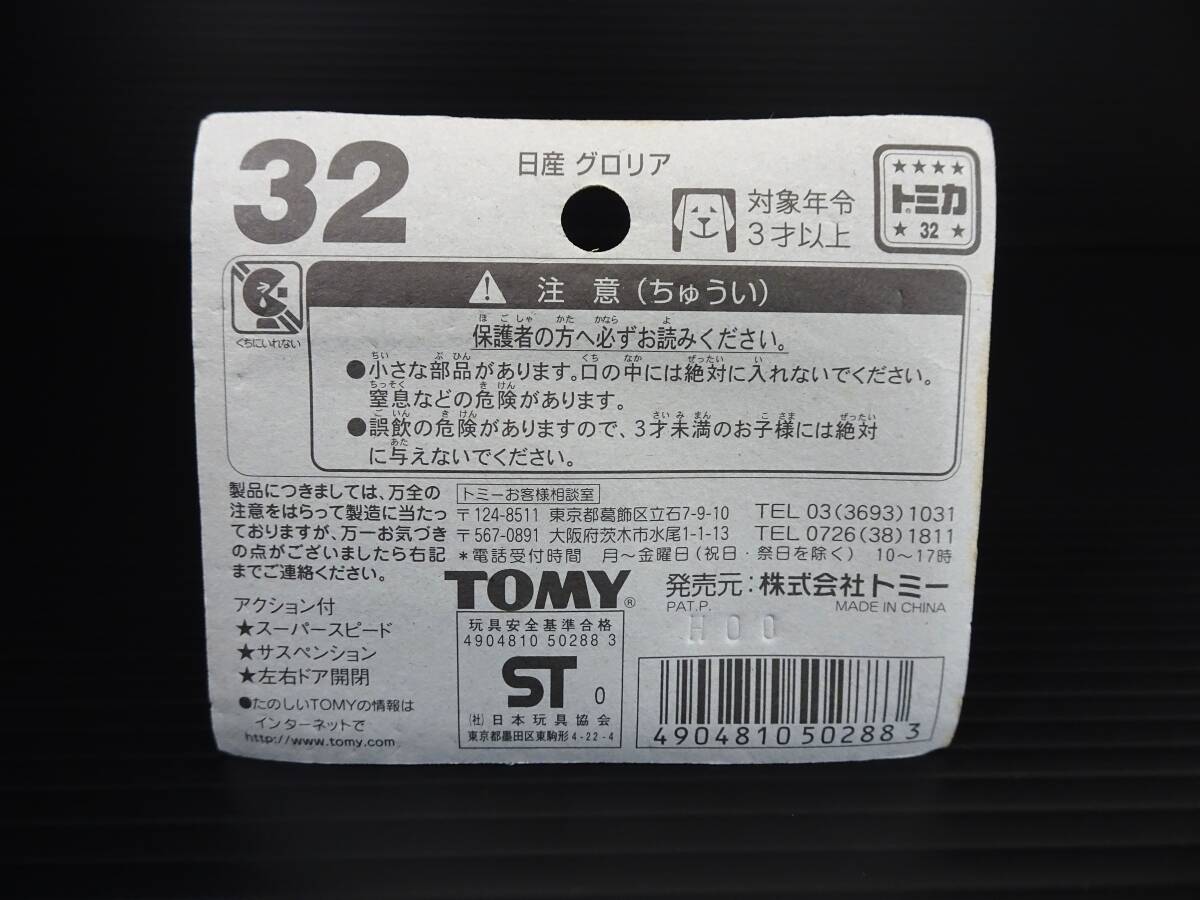 32
日産 グロリア
対象年令
3才以上
★★★★
トミカ®
★ 32 ★
くちにいれない
注 意(ちゅうい)
ほごしゃ かた かなら よ
保護者の方へ必ずお読みください。
ちい ぶひん くち なか ぜったい い
●小さな部品があります。口の中には絶対に入れないでください。
ちっそく きけん
窒息などの危険があります。
ごいん きけん さいみまん こさま ぜったい
●誤飲の危険がありますので、3才未満のお子様には絶対
あた
に与えないでください。
製品につきましては、万全の
注意をはらって製造に当たっ
ておりますが、万一お気づき
の点がございましたら右記
までご連絡ください。
トミーお客様相談室
〒124-8511 東京都葛飾区立石7-9-10 TEL 03(3693)1031
〒567-0891 大阪府茨木市水尾1-1-13 TEL 0726(38)1811
*電話受付時間 月〜金曜日(祝日・祭日を除く) 10〜17時
アクション付
★スーパースピード
★サスペンション
★左右ドア開閉
●たのしいTOMYの情報は
インターネットで
http://www.tomy.com
TOMY®
発売元:株式会社トミー
PAT.P. MADE IN CHINA
H00
玩具安全基準合格
4904810 50288 3
ST 0
(社)日本玩具協会
東京都墨田区東駒形4-22-4
4904810502883